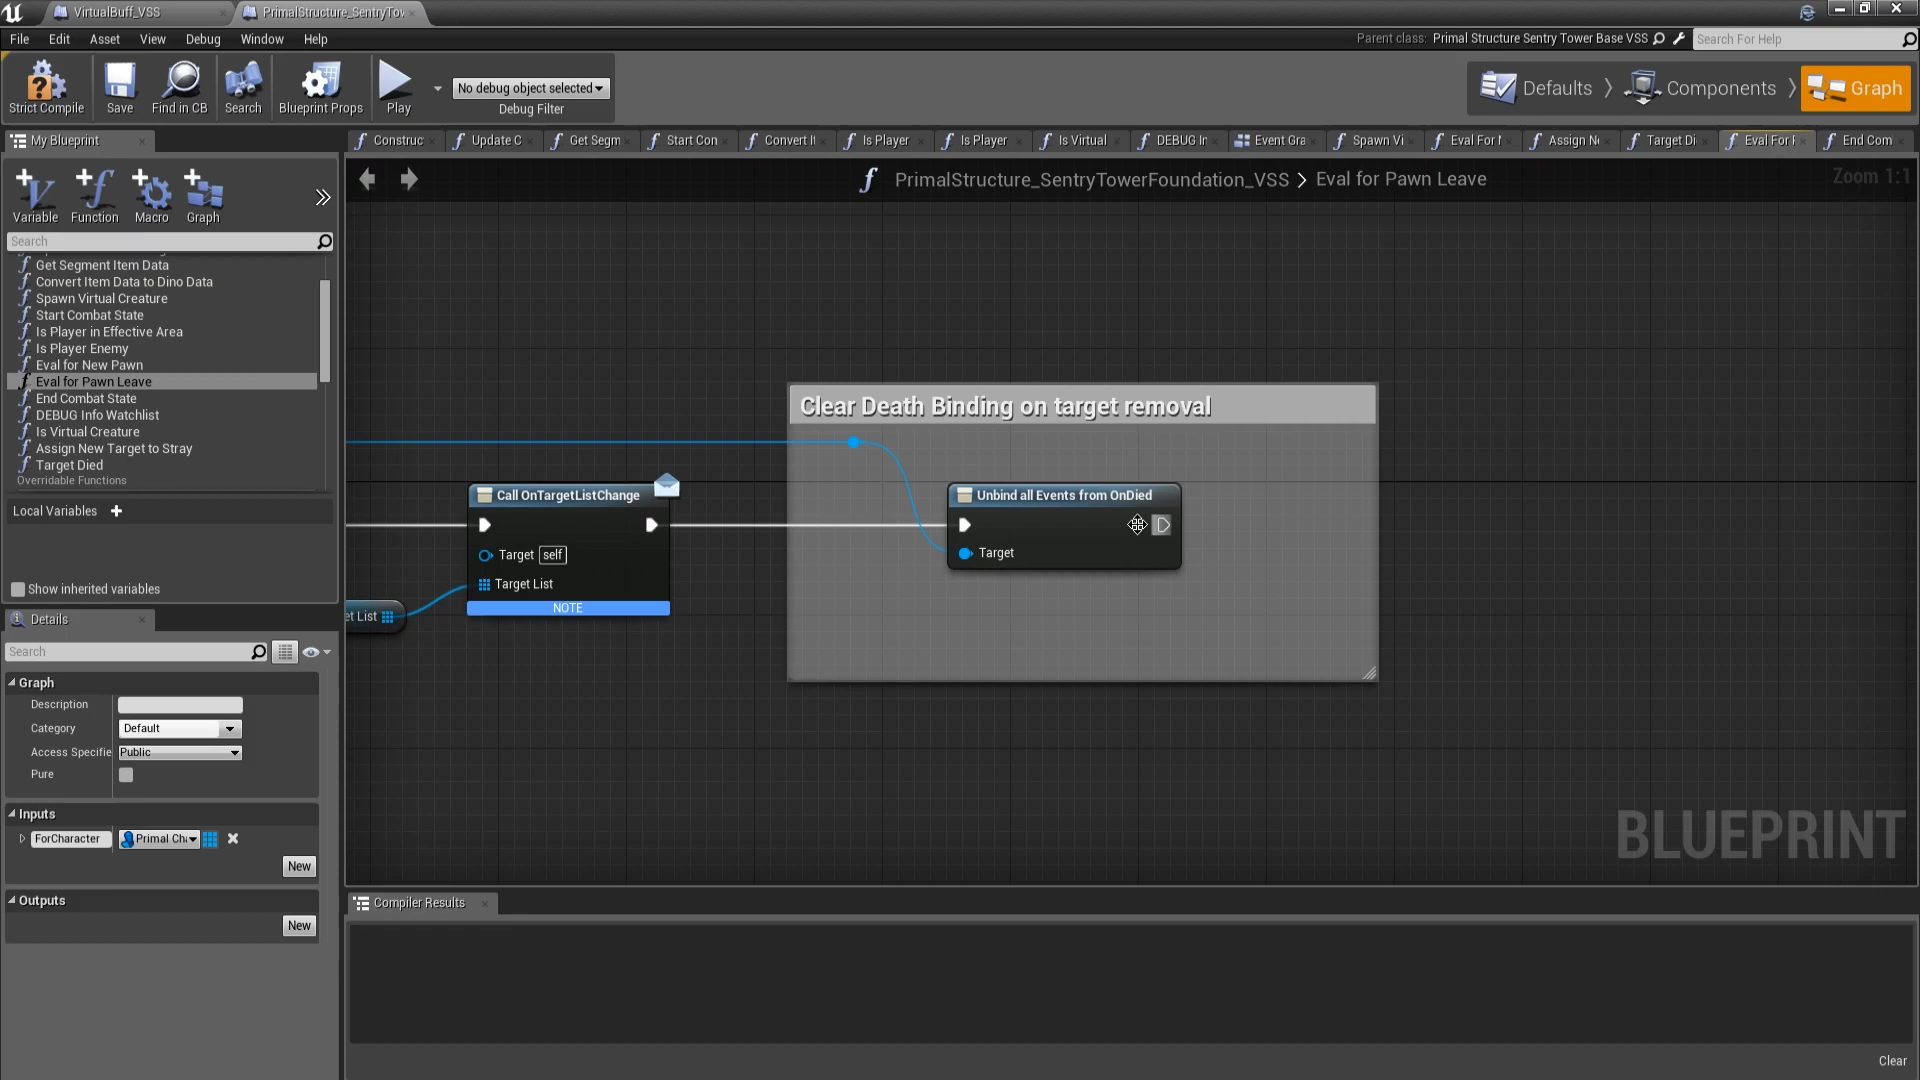 VirtualBuff_VSS
PrimalStructure_SentryTov
File Edit Asset View Debug Window Help
Parent class: Primal Structure Sentry Tower Base VSS
Search For Help
Strict Compile
Save
Find in CB
Search
Blueprint Props
Play
No debug object selected
Debug Filter
Defaults
Components
Graph
My Blueprint
Construc
Update C
Get Segm
Start Con
Convert It
Is Player
Is Player
Is Virtual
DEBUG In
Event Gra
Spawn Vi
Eval For
Assign N
Target Di
Eval For
End Com
Variable
Function
Macro
Graph
PrimalStructure_SentryTowerFoundation_VSS > Eval for Pawn Leave
Zoom 1:1
Search
Get Segment Item Data
Convert Item Data to Dino Data
Spawn Virtual Creature
Start Combat State
Is Player in Effective Area
Is Player Enemy
Eval for New Pawn
Eval for Pawn Leave
End Combat State
DEBUG Info Watchlist
Is Virtual Creature
Assign New Target to Stray
Target Died
Overridable Functions
Local Variables
Show inherited variables
Clear Death Binding on target removal
Call OnTargetListChange
Target self
Target List
NOTE
et List
Unbind all Events from OnDied
Target
Details
Search
Graph
Description
Category Default
Access Specifie Public
Pure
Inputs
ForCharacter Primal Ch
New
Outputs
New
BLUEPRINT
Compiler Results
Clear